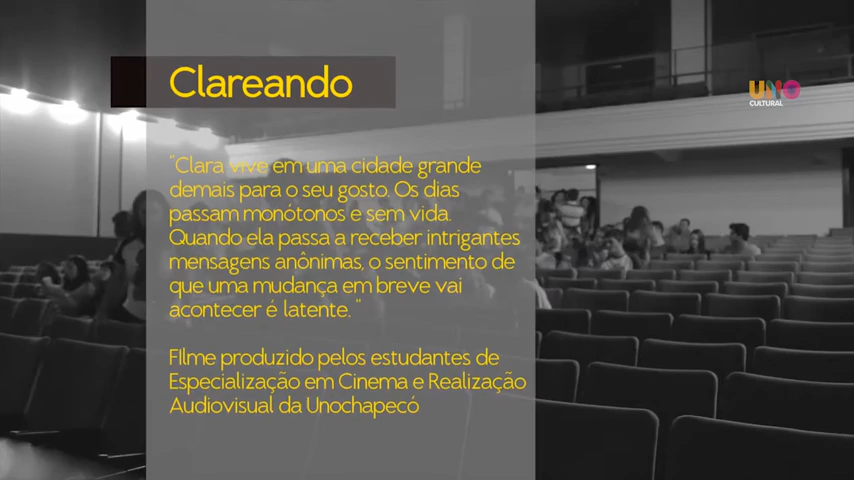 Clareando
UNO
CULTURAL
"Clara vive em uma cidade grande
demais para o seu gosto. Os dias
passam monótonos e sem vida.
Quando ela passa a receber intrigantes
mensagens anônimas, o sentimento de
que uma mudança em breve vai
acontecer é latente. "
FIlme produzido pelos estudantes de
Especialização em Cinema e Realização
Audiovisual da Unochapecó